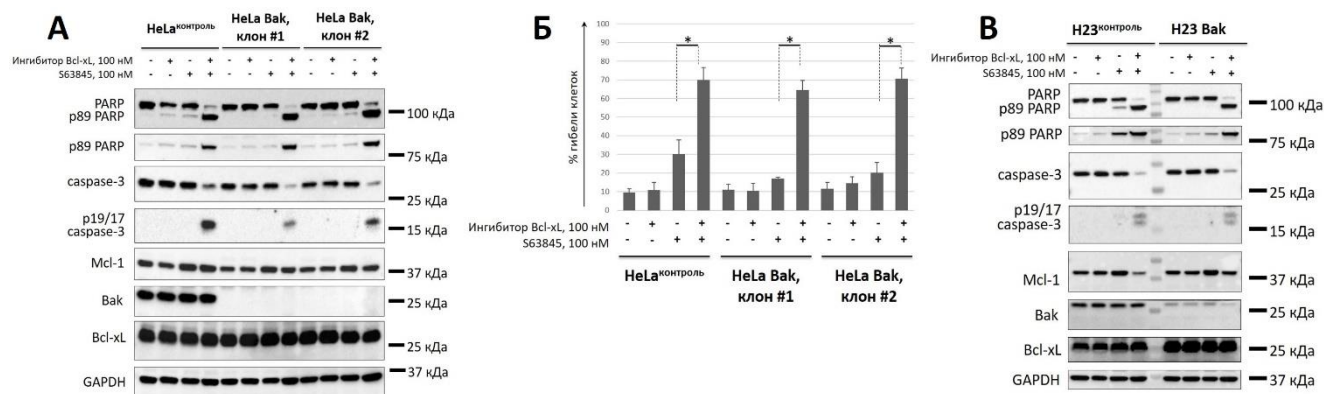 А
HeLaконтроль
HeLa Bak,
клон #1
HeLa Bak,
клон #2
Ингибитор Bcl-xL, 100 нМ - + - + - + - + - + - +
S63845, 100 нМ - - + + - - + + - - + +
PARP
p89 PARP
100 кДа
p89 PARP
75 кДа
caspase-3
25 кДа
p19/17
caspase-3
15 кДа
Mcl-1
37 кДа
Bak
25 кДа
Bcl-xL
25 кДа
37 кДа
GAPDH
Б
% гибели клеток
100
90
80
70
60
50
40
30
20
10
0
* * *
Ингибитор Bcl-xL, 100 нМ - + - + - + - + - + - +
S63845, 100 нМ - - + + - - + + - - + +
HeLaконтроль
HeLa Bak,
клон #1
HeLa Bak,
клон #2
В
H23контроль
H23 Bak
Ингибитор Bcl-xL, 100 нМ - + - + - + - +
S63845, 100 нМ - - + + - - + +
PARP
p89 PARP
100 кДа
p89 PARP
75 кДа
caspase-3
25 кДа
p19/17
caspase-3
15 кДа
Mcl-1
37 кДа
Bak
25 кДа
Bcl-xL
25 кДа
GAPDH
37 кДа